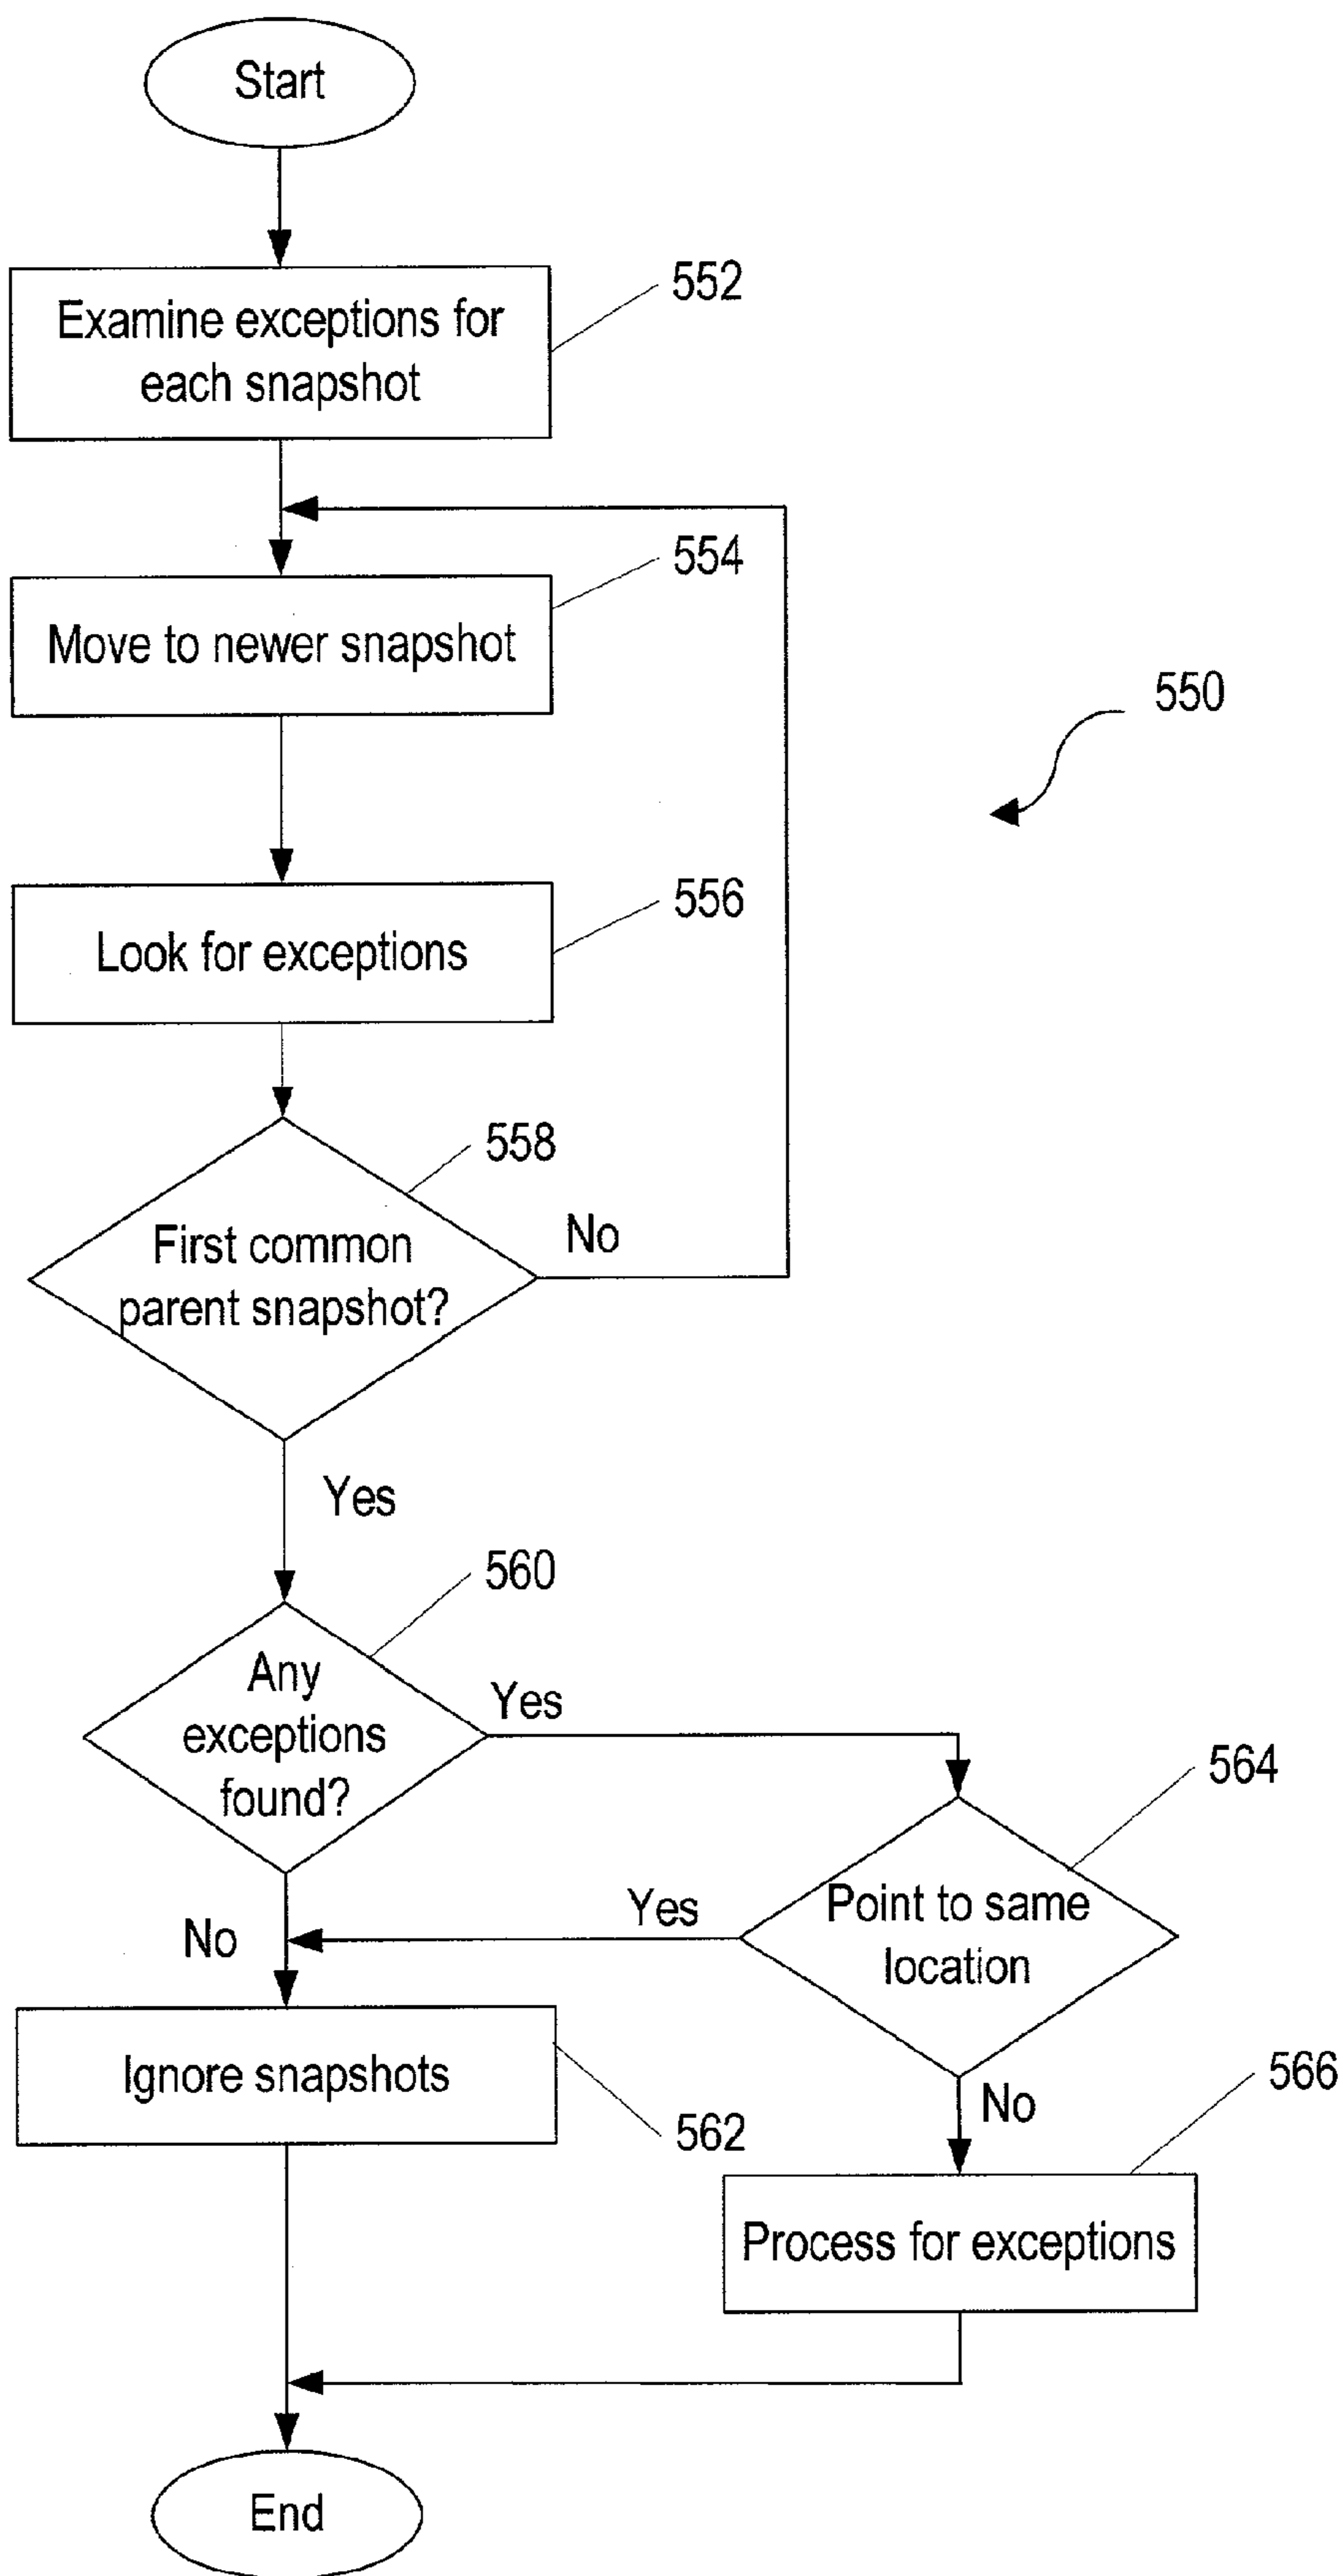 Start
Examine exceptions for
each snapshot
552
Move to newer snapshot
554
550
Look for exceptions
556
First common
parent snapshot?
558
No
Yes
Any
exceptions
found?
560
Yes
Point to same
location
564
Yes
No
Ignore snapshots
562
No
Process for exceptions
566
End